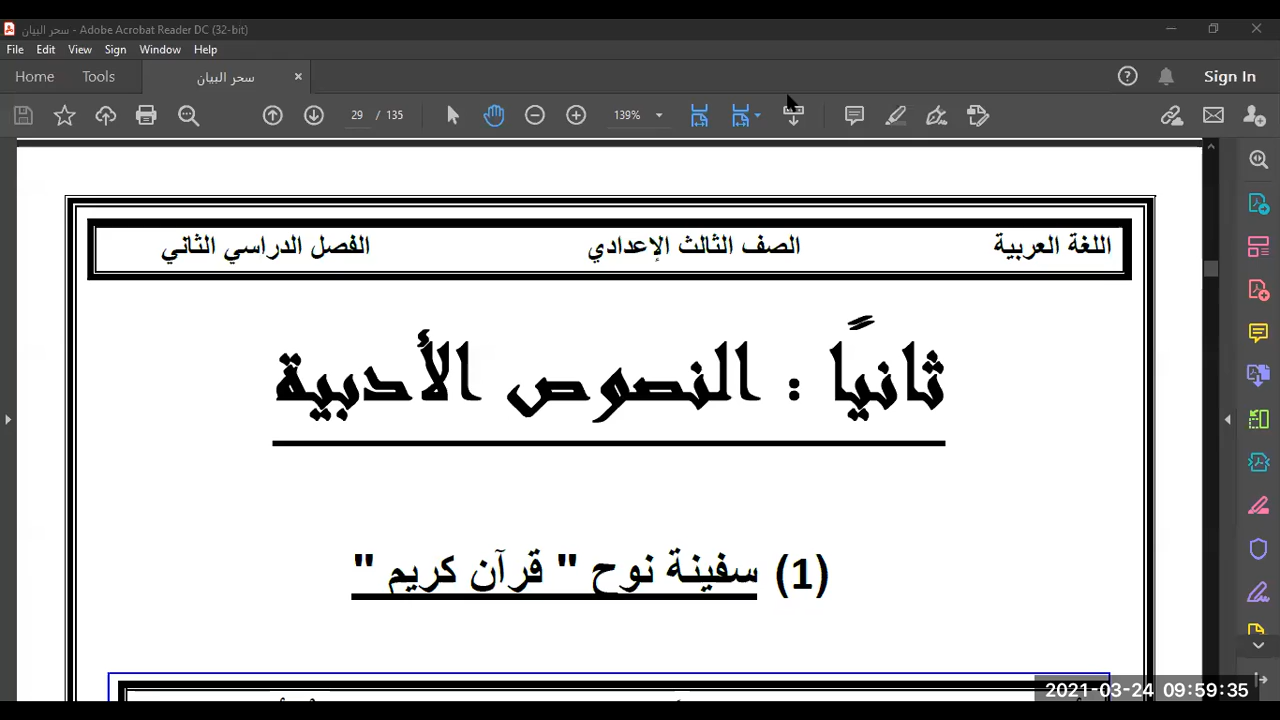 سحر البيان - Adobe Acrobat Reader DC (32-bit)
File Edit View Sign Window Help
Home Tools سحر البيان × Sign In
29 / 135 139%
اللغة العربية الصف الثالث الإعدادي الفصل الدراسي الثاني
ثانيًا : النصوص الأدبية
(1) سفينة نوح " قرآن كريم "
2021-03-24 09:59:35